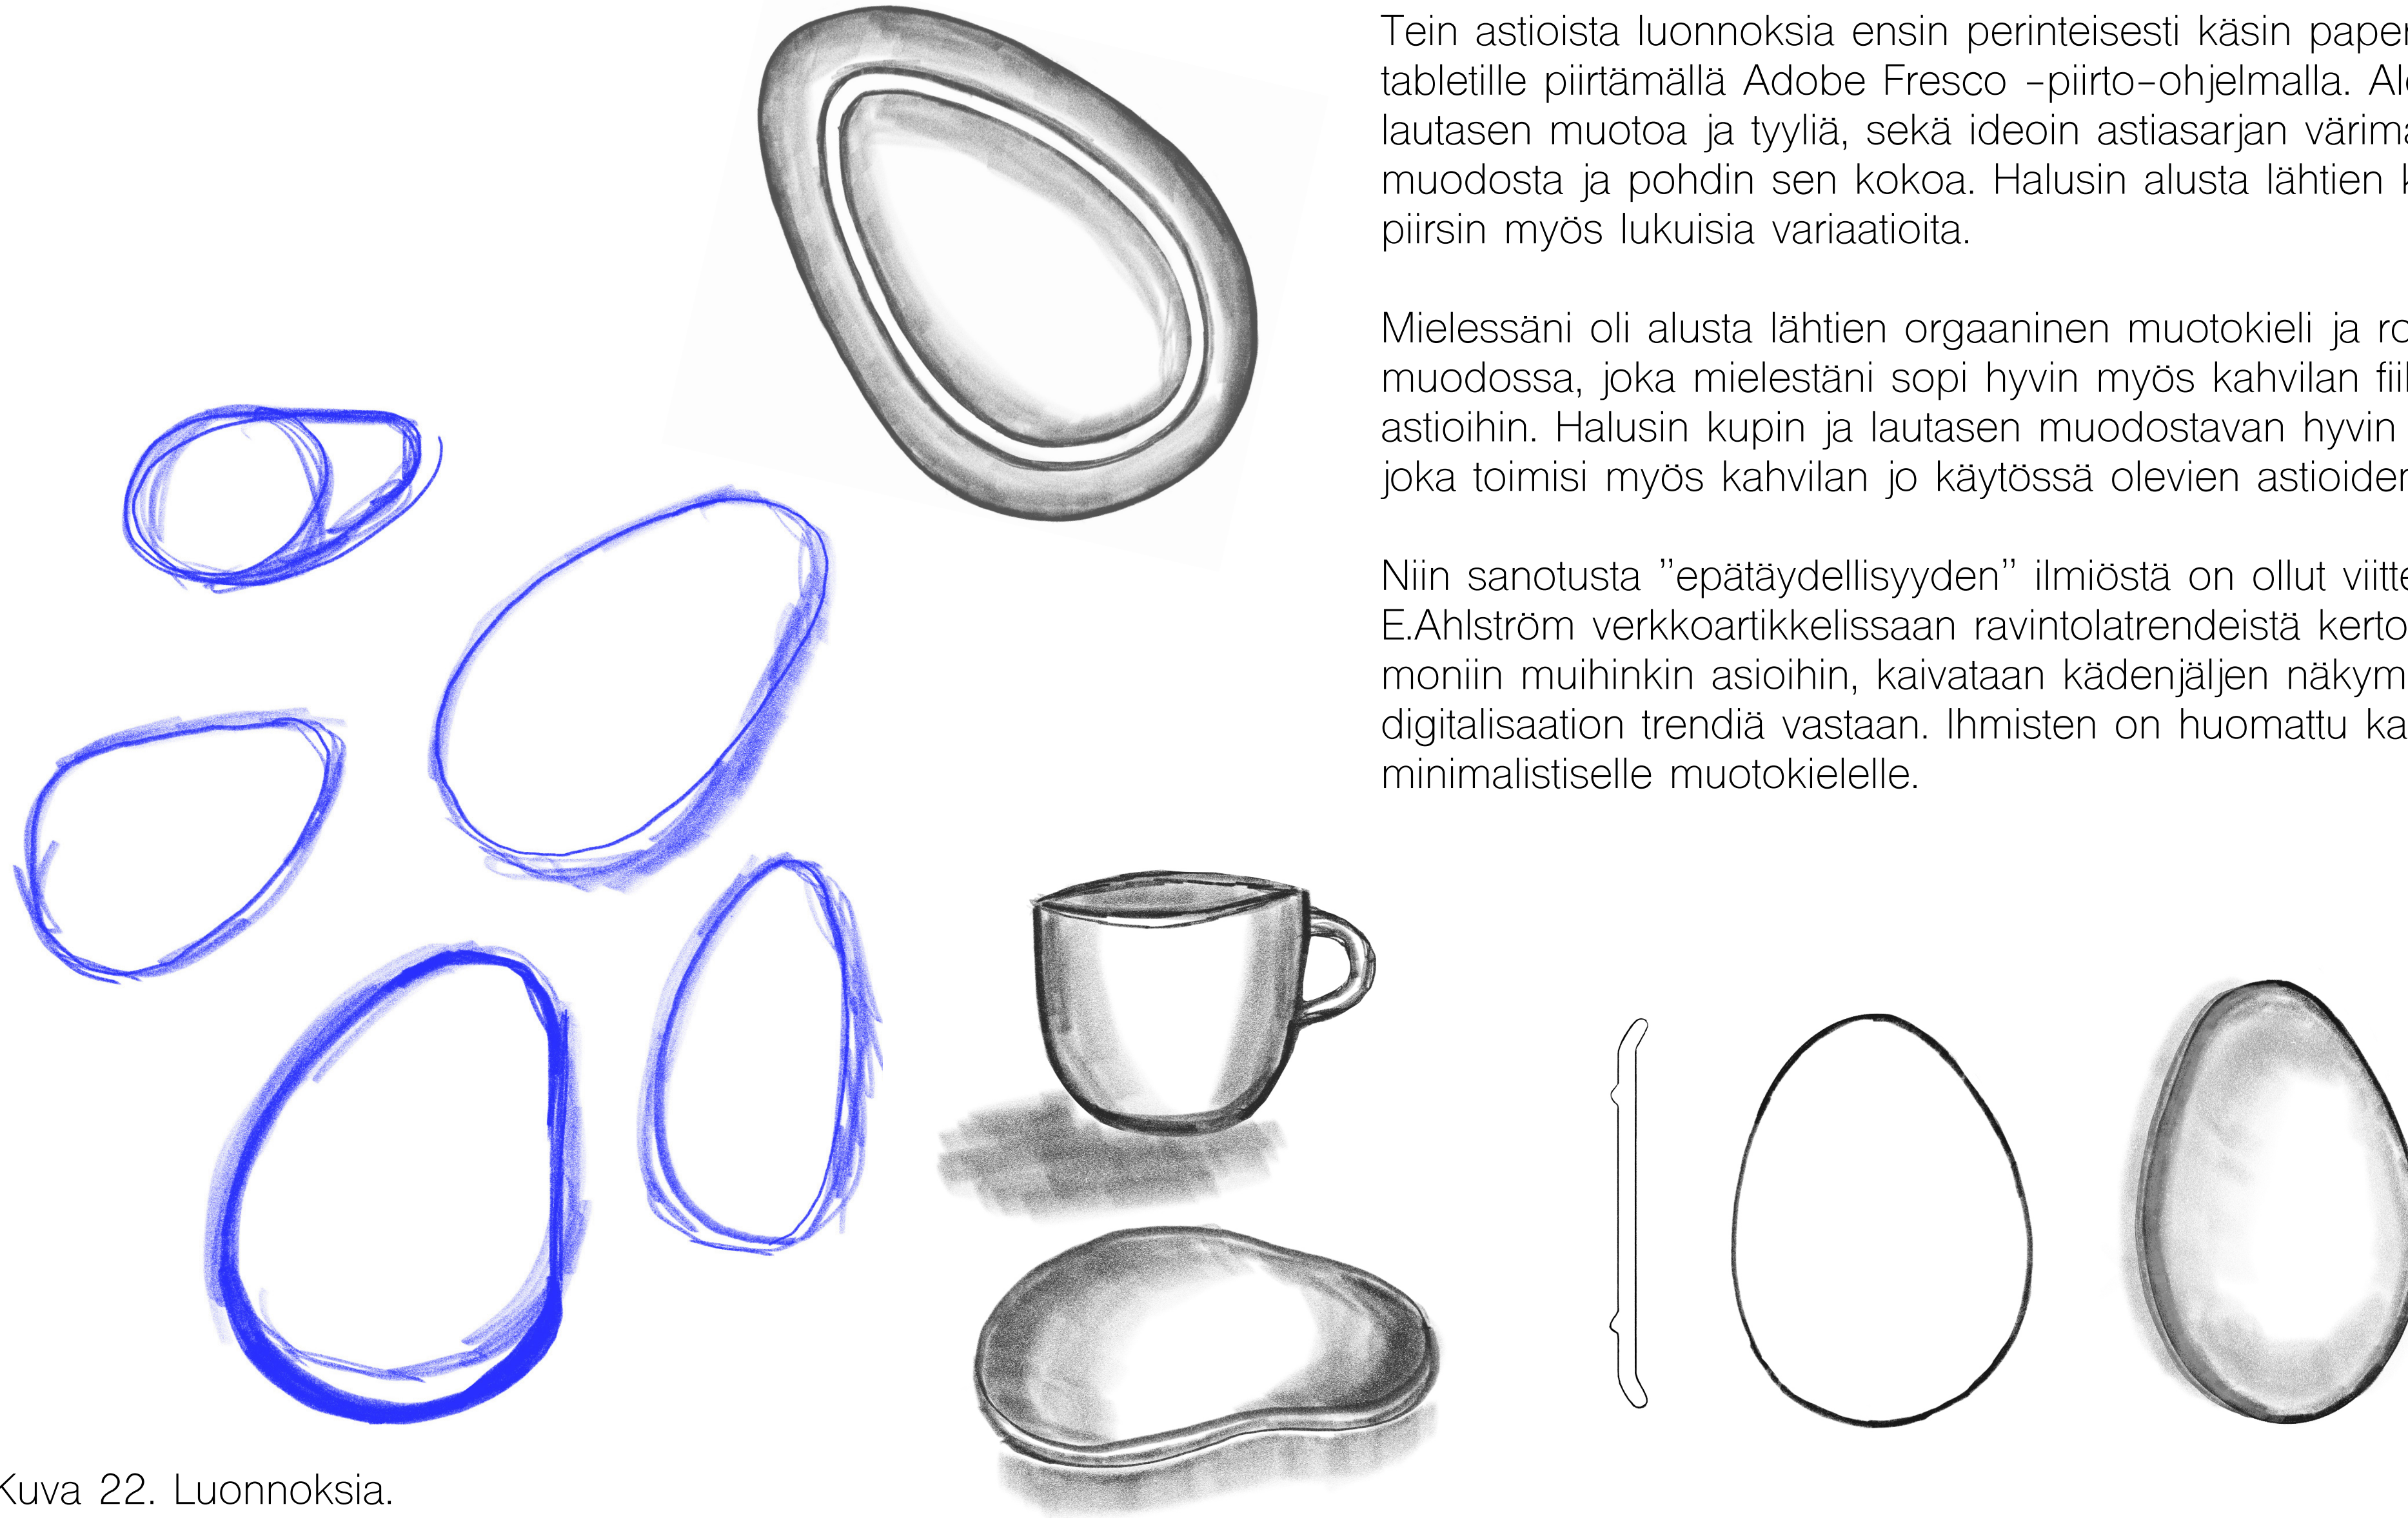 Tein astioista luonnoksia ensin perinteisesti käsin
tabletille piirtämällä Adobe Fresco -piirto-ohjelmalla.
lautasen muotoa ja tyyliä, sekä ideoin astiasarjan
muodosta ja pohdin sen kokoa. Halusin alusta lähtien
piirsin myös lukuisia variaatioita.
Mielessäni oli alusta lähtien orgaaninen muotokieli ja
muodossa, joka mielestäni sopi hyvin myös kahvilan
astioihin. Halusin kupin ja lautasen muodostavan hyvin
joka toimisi myös kahvilan jo käytössä olevien
Niin sanotusta ”epätäydellisyyden” ilmiöstä on ollut
E.Ahlström verkkoartikkelissaan ravintolatrendeistä
moniin muihinkin asioihin, kaivataan kädenjäljen
digitalisaation trendiä vastaan. Ihmisten on huomattu
minimalistiselle muotokielelle.
Kuva 22. Luonnoksia.